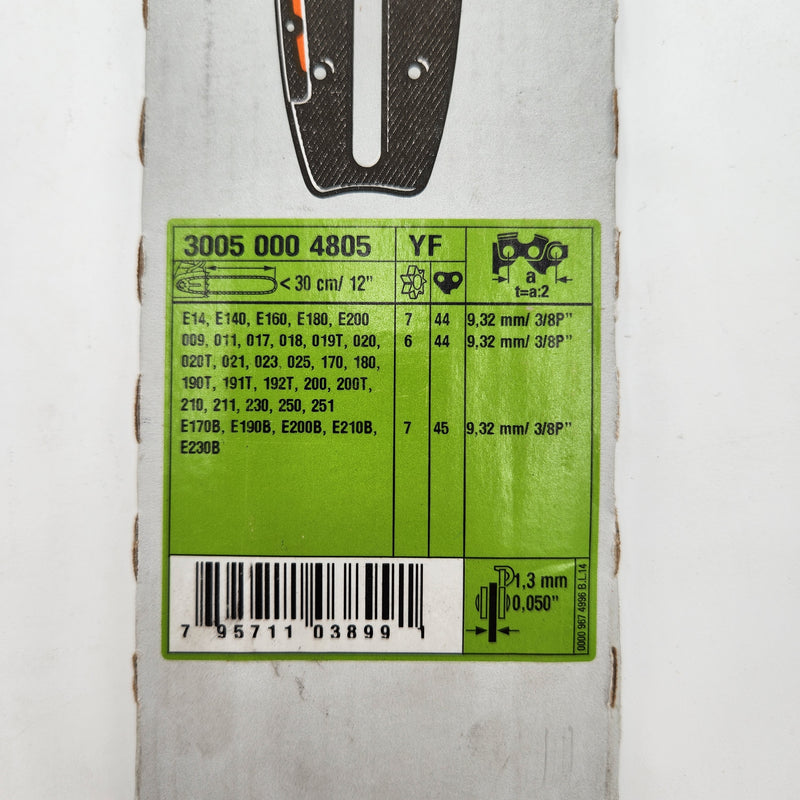 3005 000 4805 YF
a
t=a:2
< 30 cm/ 12"
E14, E140, E160, E180, E200 7 44 9,32 mm/ 3/8P"
009, 011, 017, 018, 019T, 020, 6 44 9,32 mm/ 3/8P"
020T, 021, 023, 025, 170, 180,
190T, 191T, 192T, 200, 200T,
210, 211, 230, 250, 251
E170B, E190B, E200B, E210B, 7 45 9,32 mm/ 3/8P"
E230B
7 95711 03899 1
P
1,3 mm
0,050"
0000 967 4996 B.L.14